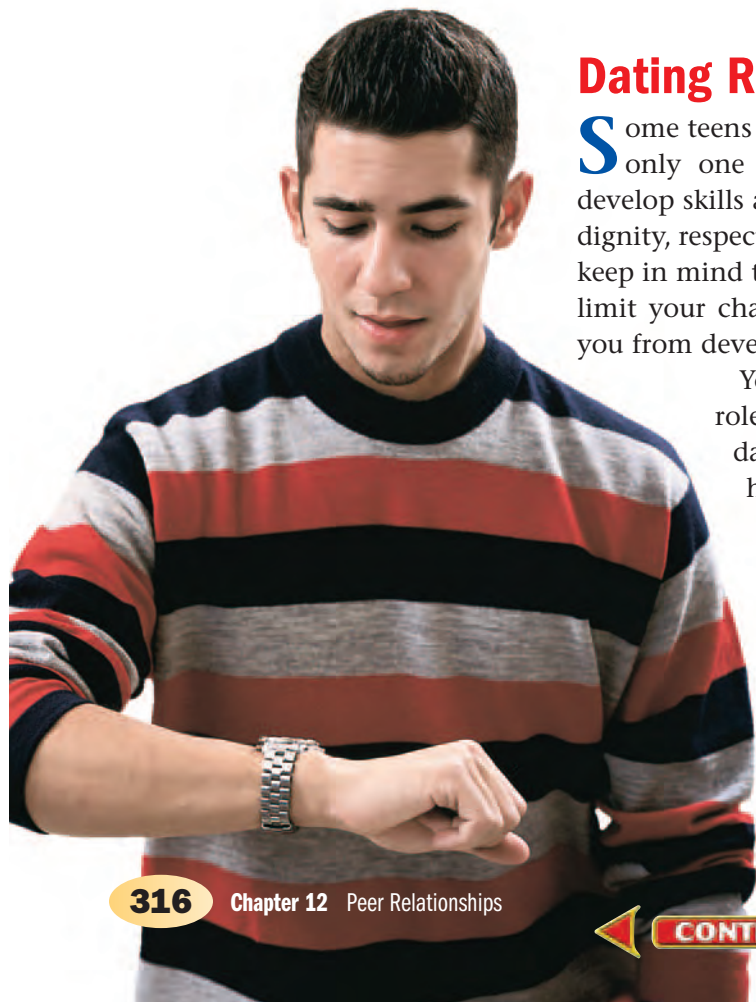 Dating R
Some teens
only one
develop skills a
dignity, respec
keep in mind t
limit your cha
you from deve
Yo
role
da
h
316 Chapter 12 Peer Relationships
CONT